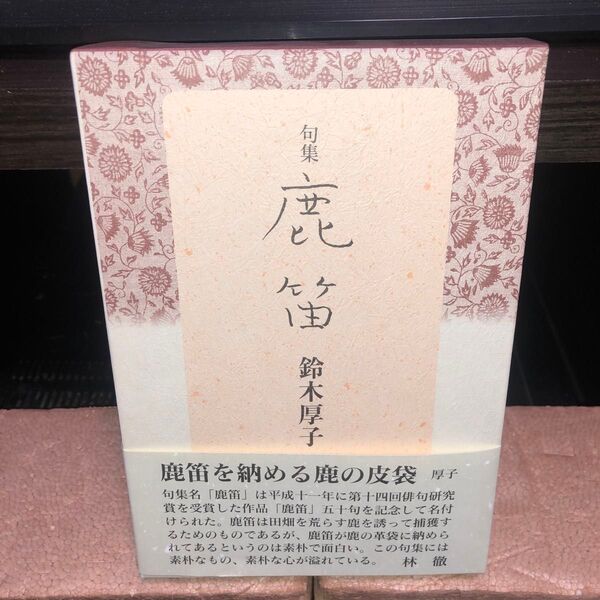 句集
鹿笛
鈴木厚子
鹿笛を納める鹿の皮袋 厚子
句集名「鹿笛」は平成十一年に第十四回俳句研究
賞を受賞した作品「鹿笛」五十句を記念して名付
けられた。鹿笛は田畑を荒らす鹿を誘って捕獲す
るためのものであるが、鹿笛が鹿の革袋に納めら
れてあるというのは素朴で面白い。この句集には
素朴なもの、素朴な心が溢れている。 林 徹